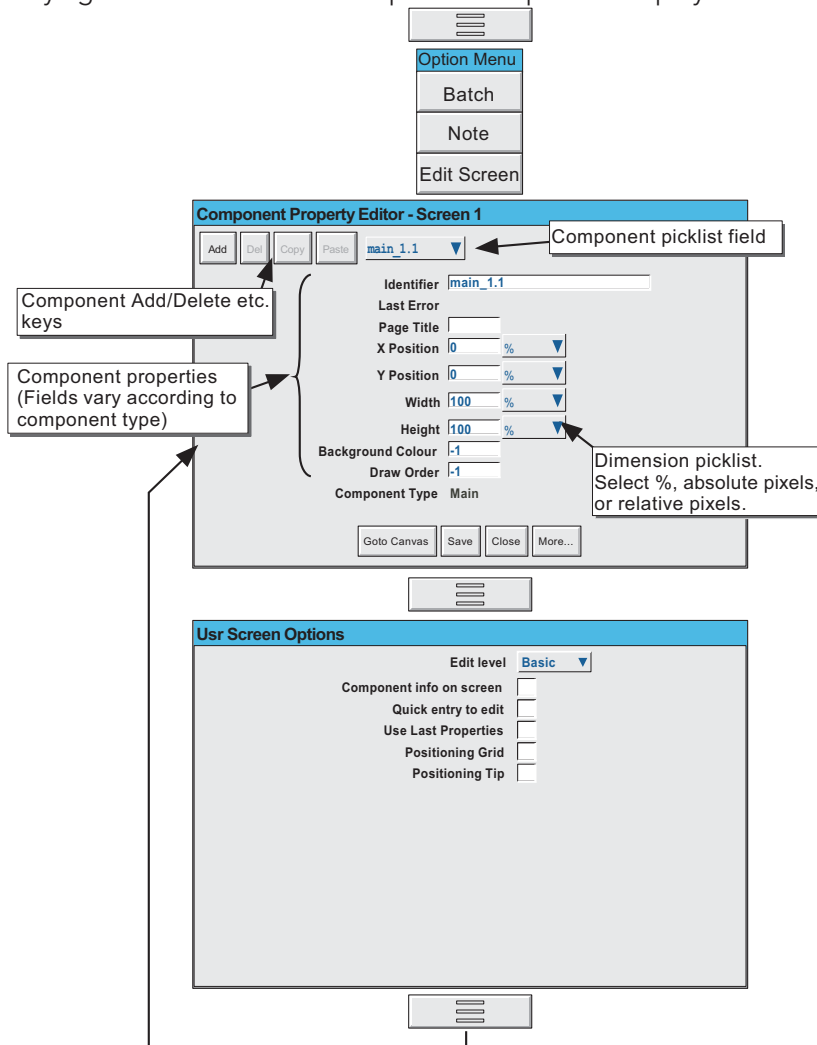 Option Menu
Batch
Note
Edit Screen
Component Property Editor - Screen 1
Add Del Copy Paste main_1.1
Component picklist field
Component Add/Delete etc.
keys
Identifier main_1.1
Last Error
Page Title
X Position 0 %
Component properties
(Fields vary according to
component type)
Y Position 0 %
Width 100 %
Height 100 %
Background Colour -1
Draw Order -1
Component Type Main
Dimension picklist.
Select %, absolute pixels,
or relative pixels.
Goto Canvas Save Close More...
Usr Screen Options
Edit level Basic
Component info on screen
Quick entry to edit
Use Last Properties
Positioning Grid
Positioning Tip